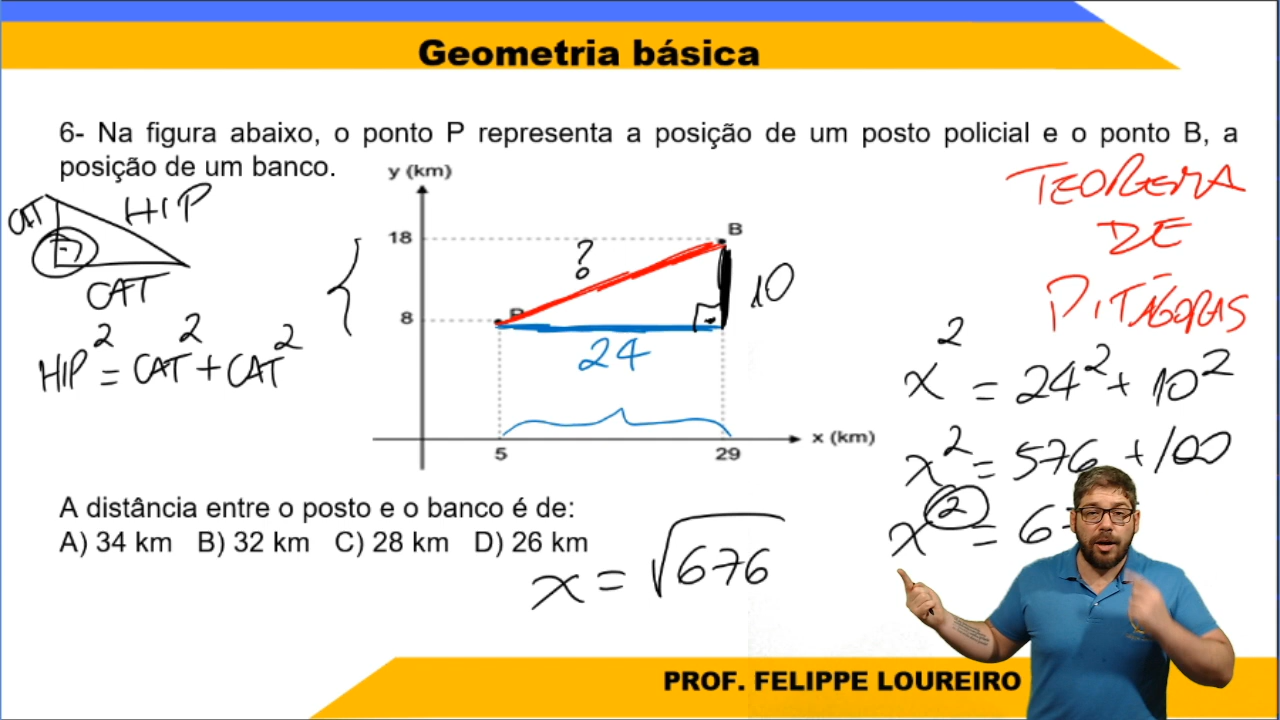 Geometria básica
6- Na figura abaixo, o ponto P representa a posição de um posto policial e o ponto B, a
posição de um banco.
y (km)
TEOREMA
DE
PITÁGORAS
CAT
HIP
CAT
HIP² = CAT² + CAT²
18
B
?
10
8
24
5
29
x (km)
x² = 24² + 10²
x² = 576 + 100
x² = 6
A distância entre o posto e o banco é de:
A) 34 km B) 32 km C) 28 km D) 26 km
x = √676
PROF. FELIPPE LOUREIRO